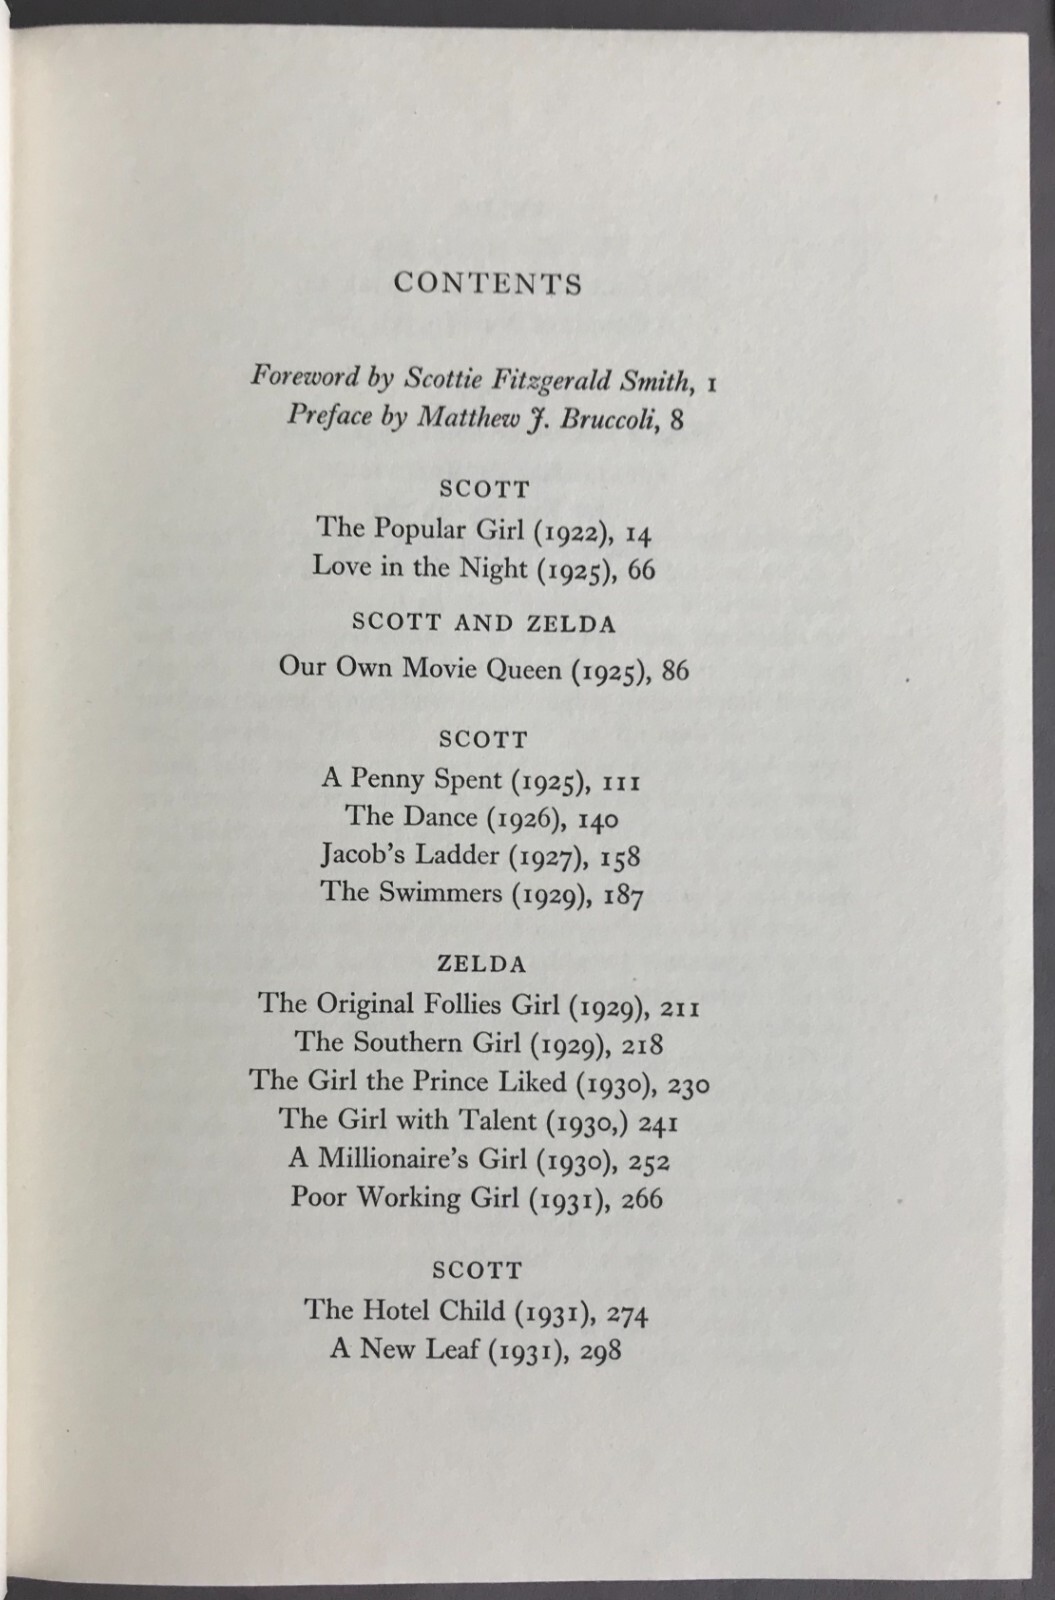 CONTENTS
Foreword by Scottie Fitzgerald Smith, 1
Preface by Matthew J. Bruccoli, 8
SCOTT
The Popular Girl (1922), 14
Love in the Night (1925), 66
SCOTT AND ZELDA
Our Own Movie Queen (1925), 86
SCOTT
A Penny Spent (1925), 111
The Dance (1926), 140
Jacob's Ladder (1927), 158
The Swimmers (1929), 187
ZELDA
The Original Follies Girl (1929), 211
The Southern Girl (1929), 218
The Girl the Prince Liked (1930), 230
The Girl with Talent (1930,) 241
A Millionaire's Girl (1930), 252
Poor Working Girl (1931), 266
SCOTT
The Hotel Child (1931), 274
A New Leaf (1931), 298